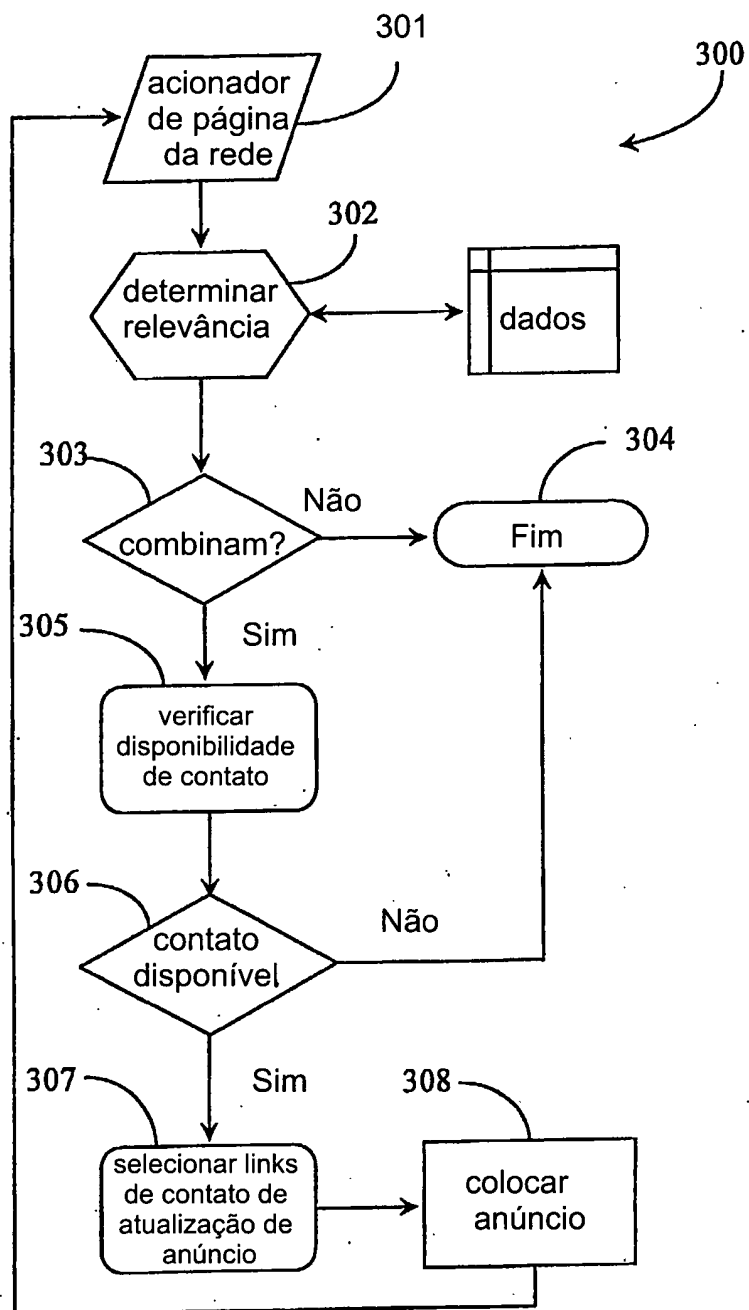 301
300
acionador
de página
da rede
302
determinar
relevância
dados
303
304
Não
combinam?
Fim
305
Sim
verificar
disponibilidade
de contato
306
Não
contato
disponível
307
Sim
308
selecionar links
de contato de
atualização de
anúncio
colocar
anúncio